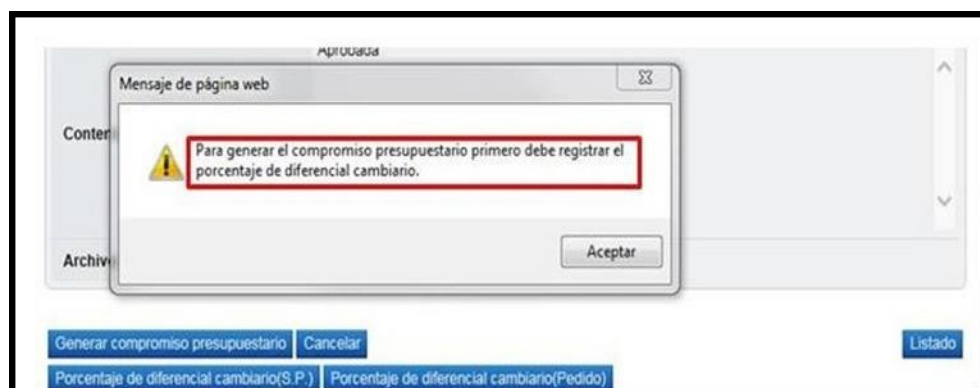 Aprobada
Mensaje de página web
Conten
Para generar el compromiso presupuestario primero debe registrar el
porcentaje de diferencial cambiario.
Archiv
Aceptar
Generar compromiso presupuestario Cancelar Listado
Porcentaje de diferencial cambiario(S.P.) Porcentaje de diferencial cambiario(Pedido)